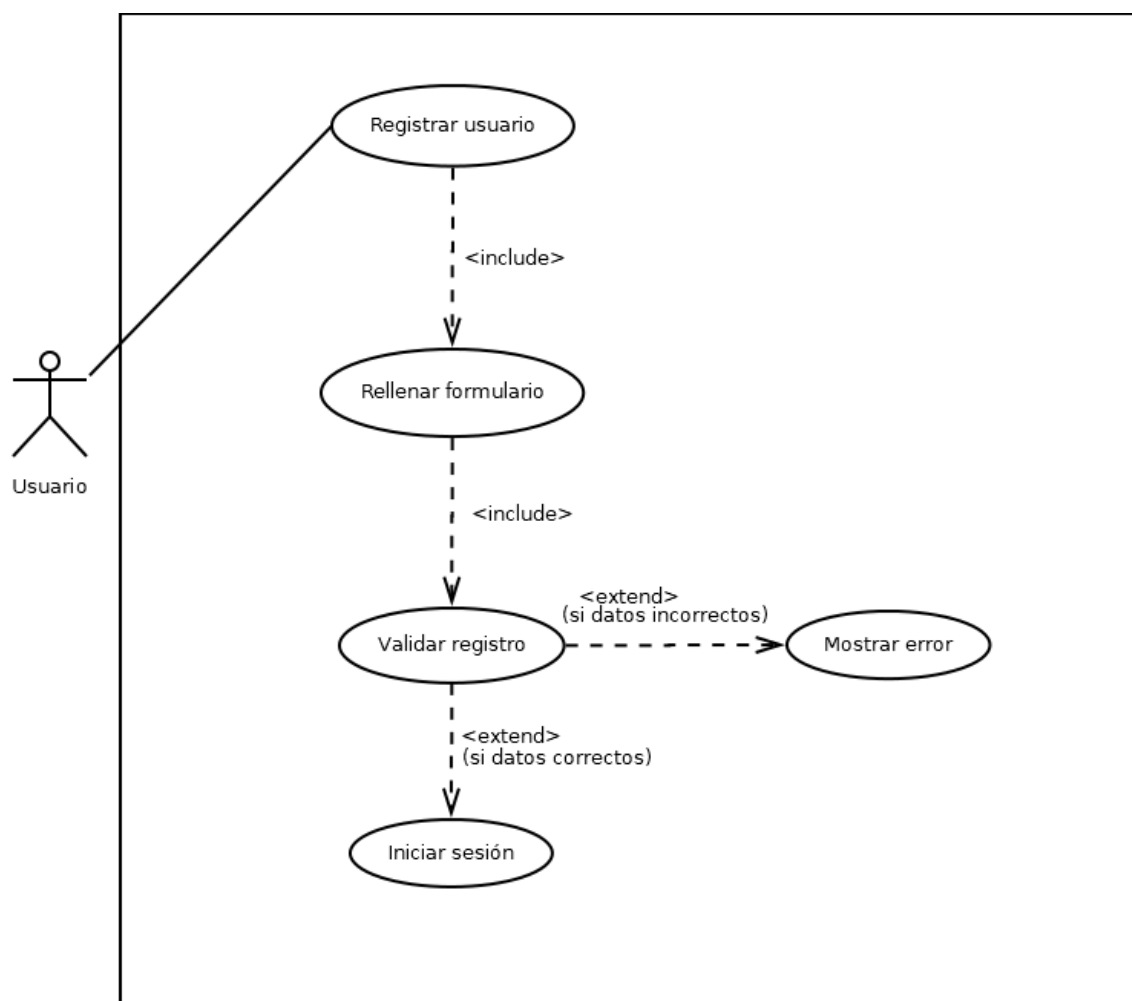 Registrar usuario
<include>
Rellenar formulario
Usuario
<include>
<extend>
(si datos incorrectos)
Validar registro
Mostrar error
<extend>
(si datos correctos)
Iniciar sesión